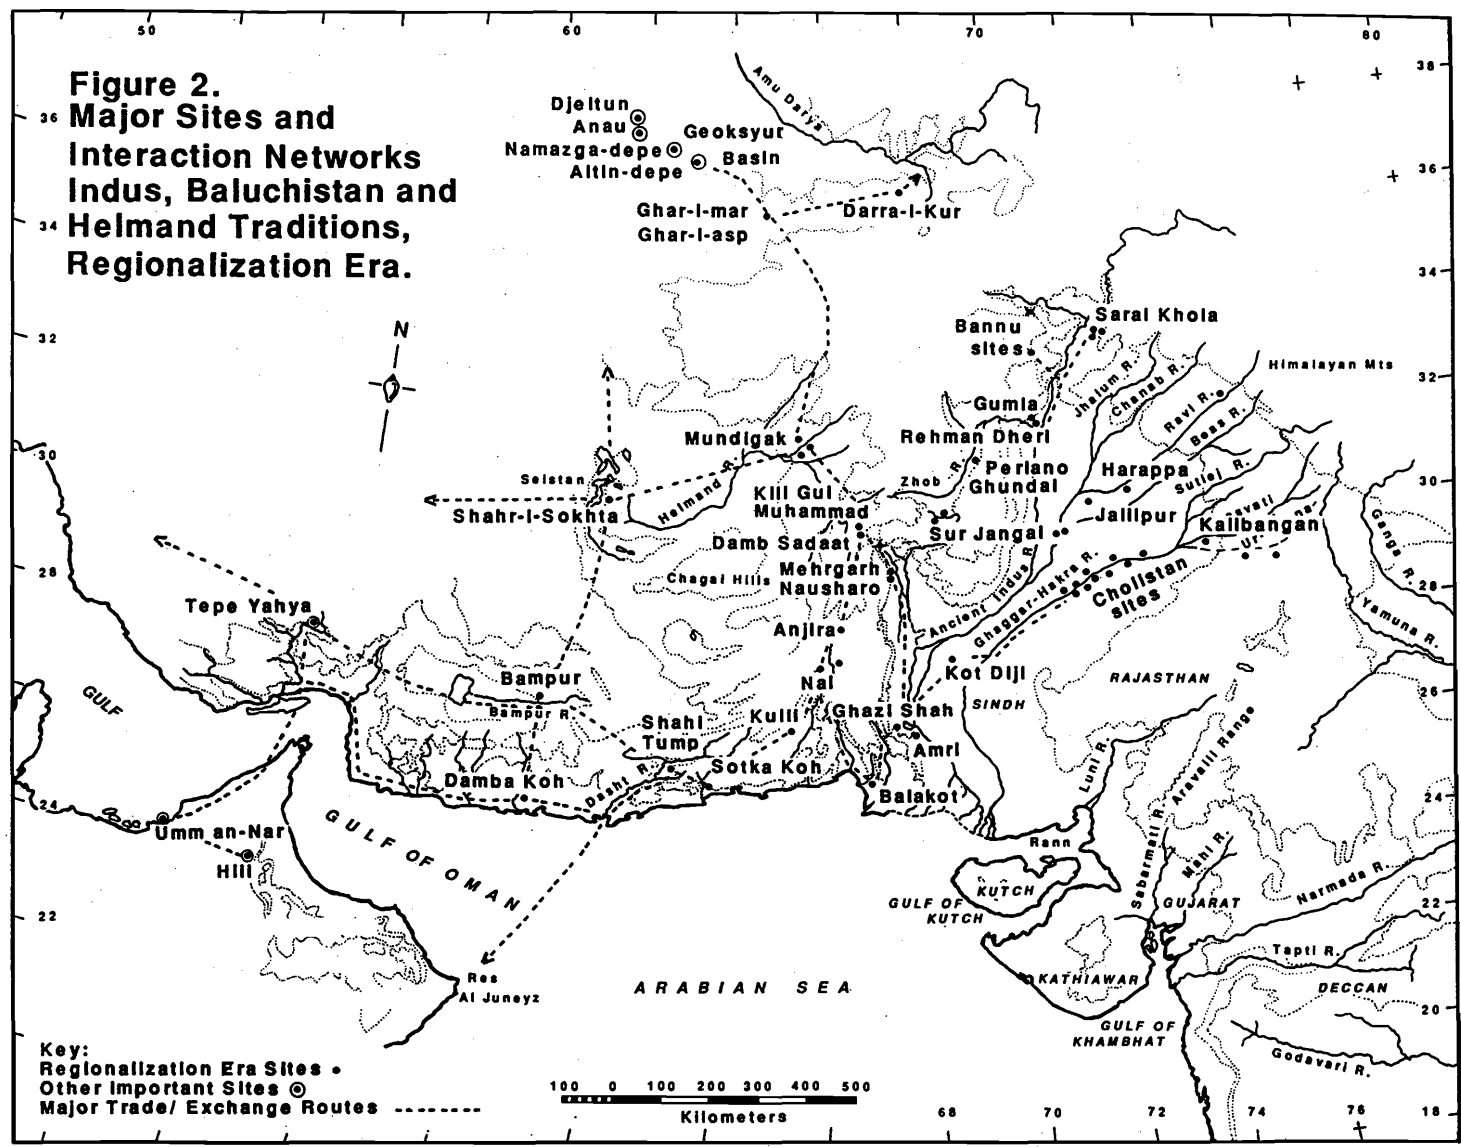 50
60
70
80
Figure 2.
Major Sites and
Interaction Networks
Indus, Baluchistan and
Helmand Traditions,
Regionalization Era.
36
34
32
30
28
24
22
38
36
34
32
30
28
26
24
22
20
18
N
Djeitun
Anau
Namazga-depe
Altin-depe
Geoksyur
Basin
Amu Darya
Ghar-i-mar
Ghar-i-asp
Darra-i-Kur
Bannu
sites
Sarai Khola
Himalayan Mts
Jhalum R.
Chanab R.
Ravi R.
Beas R.
Sutlej R.
Gumla
Rehman Dheri
Mundigak
Zhob R.
Periano
Ghundai
Harappa
Jalilpur
Kalibangan
Seistan
Helmand R.
Shahr-i-Sokhta
Kili Gul
Muhammad
Damb Sadaat
Sur Jangal
Mehrgarh
Nausharo
Chagai Hills
Ancient Indus R.
Ghaggar-Hakra R.
Cholistan
sites
Ganga R.
Yamuna R.
Tepe Yahya
Anjira
Bampur
Bampur R.
Nal
Kot Diji
RAJASTHAN
SINDH
GULF
Shahi
Tump
Kulli
Ghazi Shah
Amri
Damba Koh
Dasht R.
Sotka Koh
Balakot
Luni R.
Aravalli Range
Umm an-Nar
Hili
GULF OF OMAN
Rann
Sabarmati R.
Mahi R.
Narmada R.
KUTCH
GULF OF
KUTCH
GUJARAT
Tapti R.
Res
Al Juneyz
ARABIAN SEA
KATHIAWAR
DECCAN
GULF OF
KHAMBHAT
Godavari R.
Key:
Regionalization Era Sites
Other Important Sites
Major Trade/ Exchange Routes
100 0 100 200 300 400 500
Kilometers
68
70
72
74
76